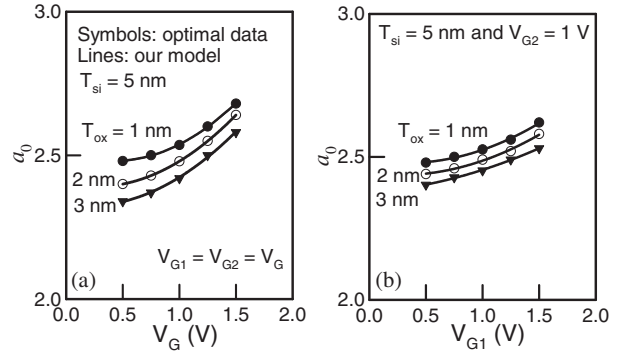 3.0
Symbols: optimal data
Lines: our model
T_si = 5 nm
T_ox = 1 nm
a_0
2.5
2 nm
3 nm
(a)
V_G1 = V_G2 = V_G
2.0
0.0 0.5 1.0 1.5 2.0
V_G (V)
3.0
T_si = 5 nm and V_G2 = 1 V
T_ox = 1 nm
a_0
2.5
2 nm
3 nm
(b)
2.0
0.0 0.5 1.0 1.5 2.0
V_G1 (V)